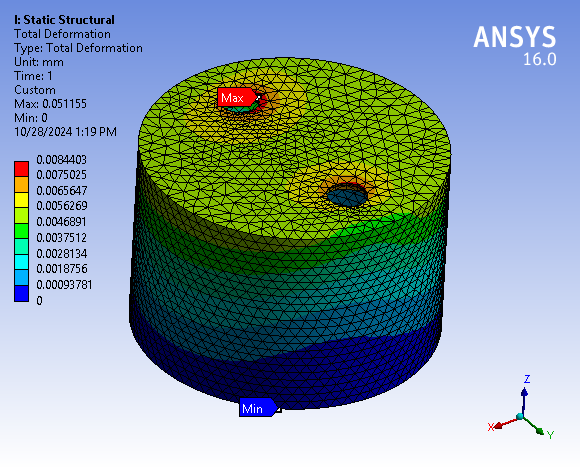 I: Static Structural
Total Deformation
Type: Total Deformation
Unit: mm
Time: 1
Custom
Max: 0.051155
Min: 0
10/28/2024 1:19 PM
ANSYS
16.0
0.0084403
0.0075025
0.0065647
0.0056269
0.0046891
0.0037512
0.0028134
0.0018756
0.00093781
0
Max
Min
Z
X
Y